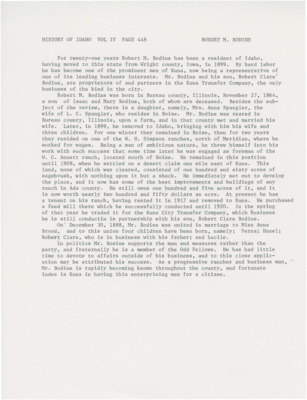 HISTORY OF IDAHO VOL IV PAGE 448 ROBERT M. BODINE
For twenty-one years Robert M. Bodine has been a resident of Idaho,
having moved to this state from Wright county, Iowa, in 1899. By hard labor
he has become one of the prominent men of Kuna, now being a representative of
one of its leading business interests. Mr. Bodine and his son, Robert Clare
Bodine, are proprietors of and partners in the Kuna Transfer Company, the only
business of the kind in the city.
Robert M. Bodine was born in Bureau county, Illinois, November 27, 1864,
a son of Isaac and Mary Bodine, both of whom are deceased. Besides the sub-
ject of the review, there is a daughter, namely, Mrs. Anna Spangler, the
wife of L. C. Spangler, who resides in Boise. Mr. Bodine was reared in
Bureau county, Illinois, upon a farm, and in that county met and married his
wife. Later, in 1899, he removed to Idaho, bringing with him his wife and
three children. For one winter they remained in Boise, then for two years
they resided on one of the W. H. Simpson ranches, north of Meridian, where he
worked for wages. Being a man of ambitious nature, he threw himself into his
work with such success that some time later he was engaged as foreman of the
W. C. Annett ranch, located south of Boise. He remained in this position
until 1908, when he settled on a desert claim one mile east of Kuna. This
land, none of which was cleared, consisted of one hundred and sixty acres of
sagebrush, with nothing upon it but a shack. He immediately set out to develop
the place, and it now has some of the best improvements and buildings of any
ranch in Ada county. He still owns one hundred and five acres of it, and it
is now worth nearly two hundred and fifty dollars an acre. At present he has
a tenant on his ranch, having rented it in 1917 and removed to Kuna. He purchased
a feed mill there which he successfully conducted until 1920. In the spring
of that year he traded it for the Kuna City Transfer Company, which business
he is still conducting in partnership with his son, Robert Clare Bodine.
On December 30, 1888, Mr. Bodine was united in marriage to Miss Anna
Brood, and to this union four children have been born, namely; Verna; Hazel;
Robert Clare, who is in business with his father; and Lucile.
In politics Mr. Bodine supports the man and measures rather than the
party, and fraternally he is a member of the Odd Fellows. He has had little
time to devote to affairs outside of his business, and to this close applic-
ation may be attributed his success. As a progressive rancher and business man,
Mr. Bodine is rapidly becoming known throughout the county, and fortunate
indeed is Kuna in having this enterprising man for a citizen.